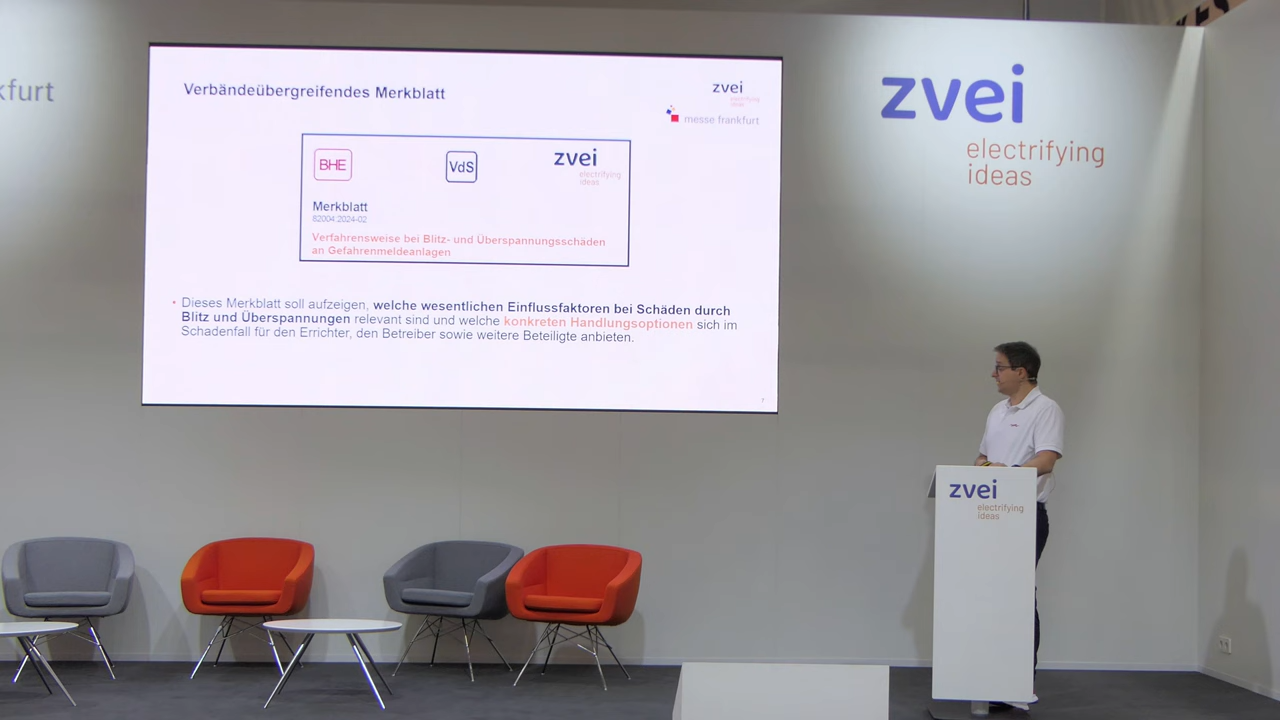 kfurt
Verbändeübergreifendes Merkblatt
zvei
electrifying
ideas
messe frankfurt
BHE
VdS
zvei
electrifying
ideas
Merkblatt
82004:2024-02
Verfahrensweise bei Blitz- und Überspannungsschäden
an Gefahrenmeldeanlagen
• Dieses Merkblatt soll aufzeigen, welche wesentlichen Einflussfaktoren bei Schäden durch
Blitz und Überspannungen relevant sind und welche konkreten Handlungsoptionen sich im
Schadenfall für den Errichter, den Betreiber sowie weitere Beteiligte anbieten.
7
zvei
electrifying
ideas
zvei
electrifying
ideas